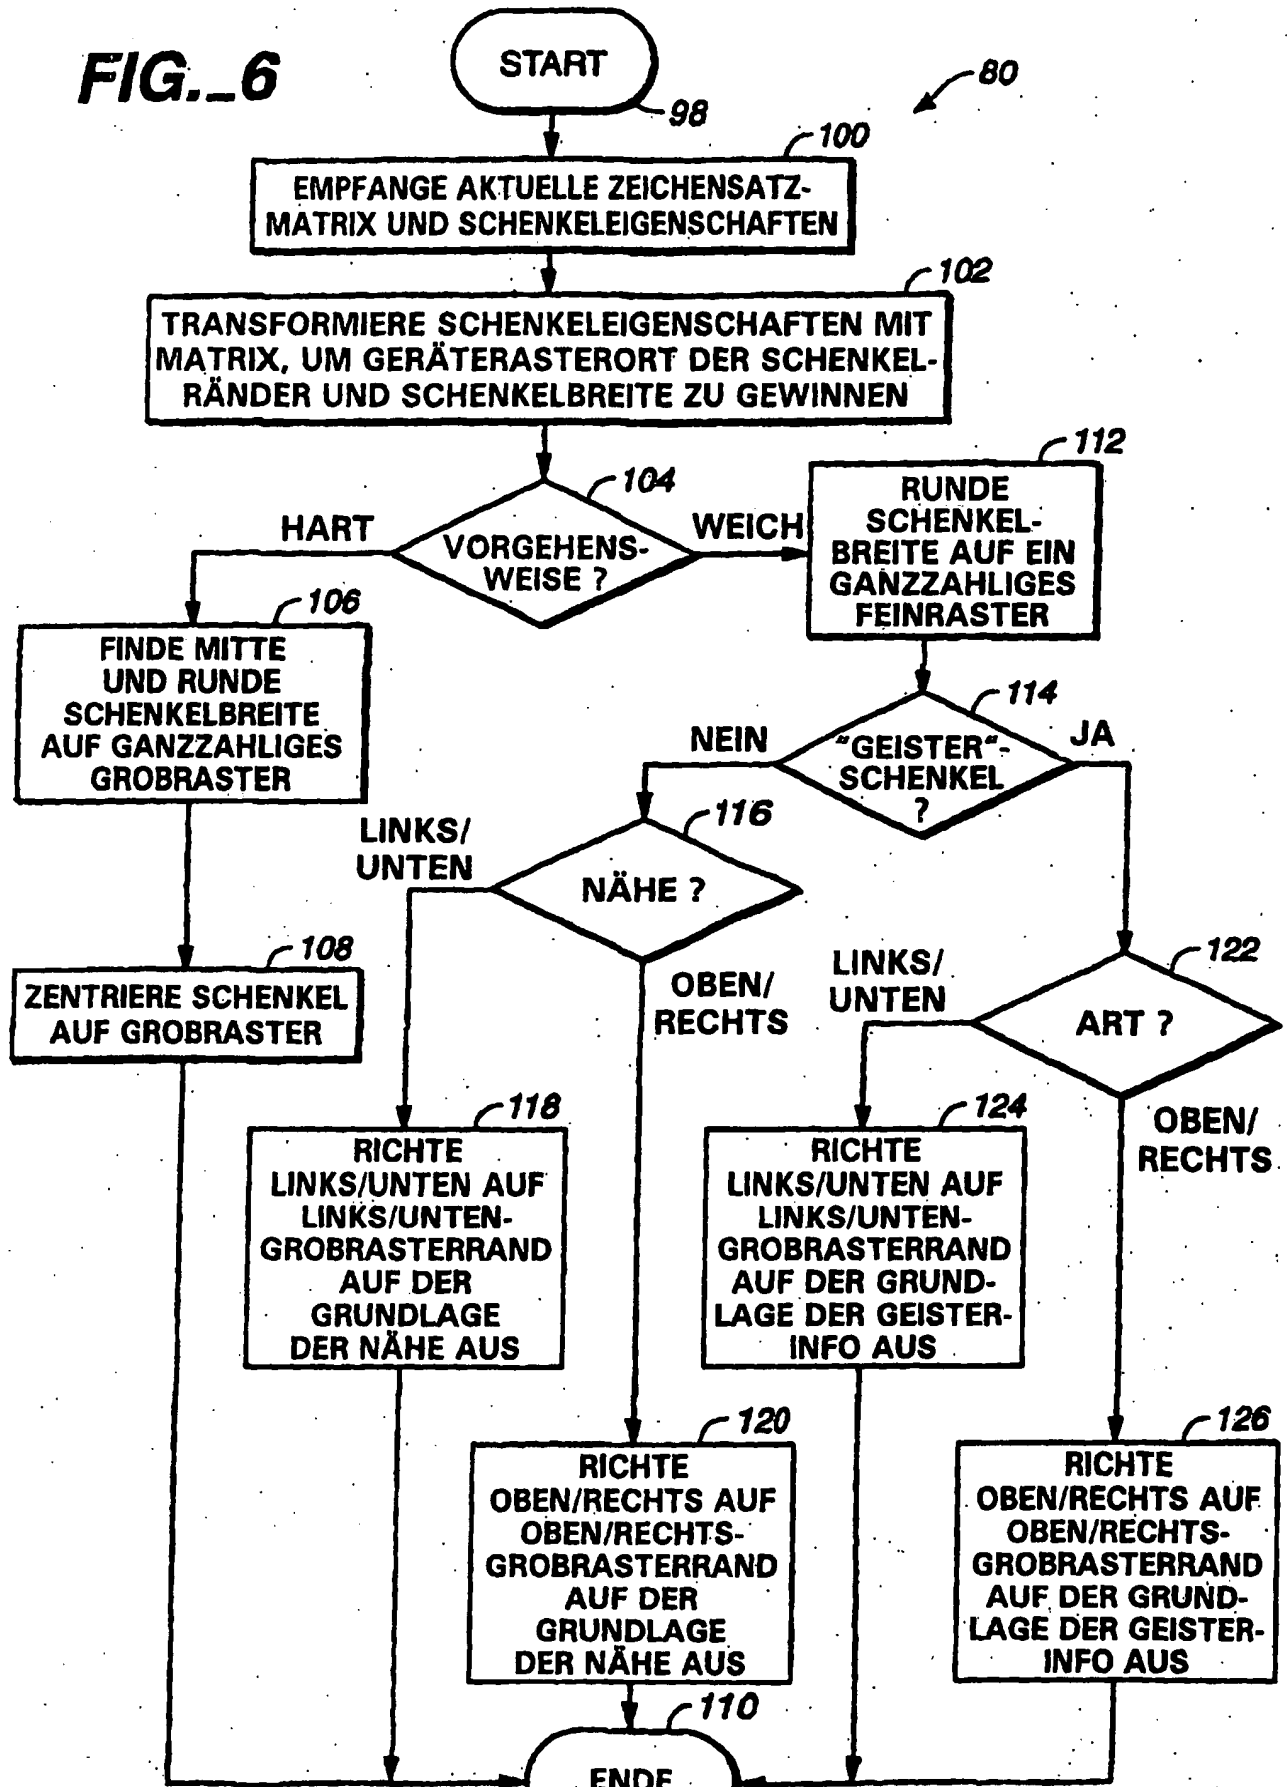 FIG._6
START
98
80
100
EMPFANGE AKTUELLE ZEICHENSATZ-
MATRIX UND SCHENKELEIGENSCHAFTEN
102
TRANSFORMIERE SCHENKELEIGENSCHAFTEN MIT
MATRIX, UM GERÄTERASTERORT DER SCHENKEL-
RÄNDER UND SCHENKELBREITE ZU GEWINNEN
104
VORGEHENS-
WEISE ?
HART
WEICH
106
FINDE MITTE
UND RUNDE
SCHENKELBREITE
AUF GANZZAHLIGES
GROBRASTER
108
ZENTRIERE SCHENKEL
AUF GROBRASTER
112
RUNDE
SCHENKEL-
BREITE AUF EIN
GANZZAHLIGES
FEINRASTER
114
"GEISTER"-
SCHENKEL
?
NEIN
JA
116
NÄHE ?
LINKS/
UNTEN
OBEN/
RECHTS
122
ART ?
LINKS/
UNTEN
OBEN/
RECHTS
118
RICHTE
LINKS/UNTEN AUF
LINKS/UNTEN-
GROBRASTERRAND
AUF DER
GRUNDLAGE
DER NÄHE AUS
124
RICHTE
LINKS/UNTEN AUF
LINKS/UNTEN-
GROBRASTERRAND
AUF DER GRUND-
LAGE DER GEISTER-
INFO AUS
120
RICHTE
OBEN/RECHTS AUF
OBEN/RECHTS-
GROBRASTERRAND
AUF DER
GRUNDLAGE
DER NÄHE AUS
126
RICHTE
OBEN/RECHTS AUF
OBEN/RECHTS-
GROBRASTERRAND
AUF DER GRUND-
LAGE DER GEISTER-
INFO AUS
110
ENDE